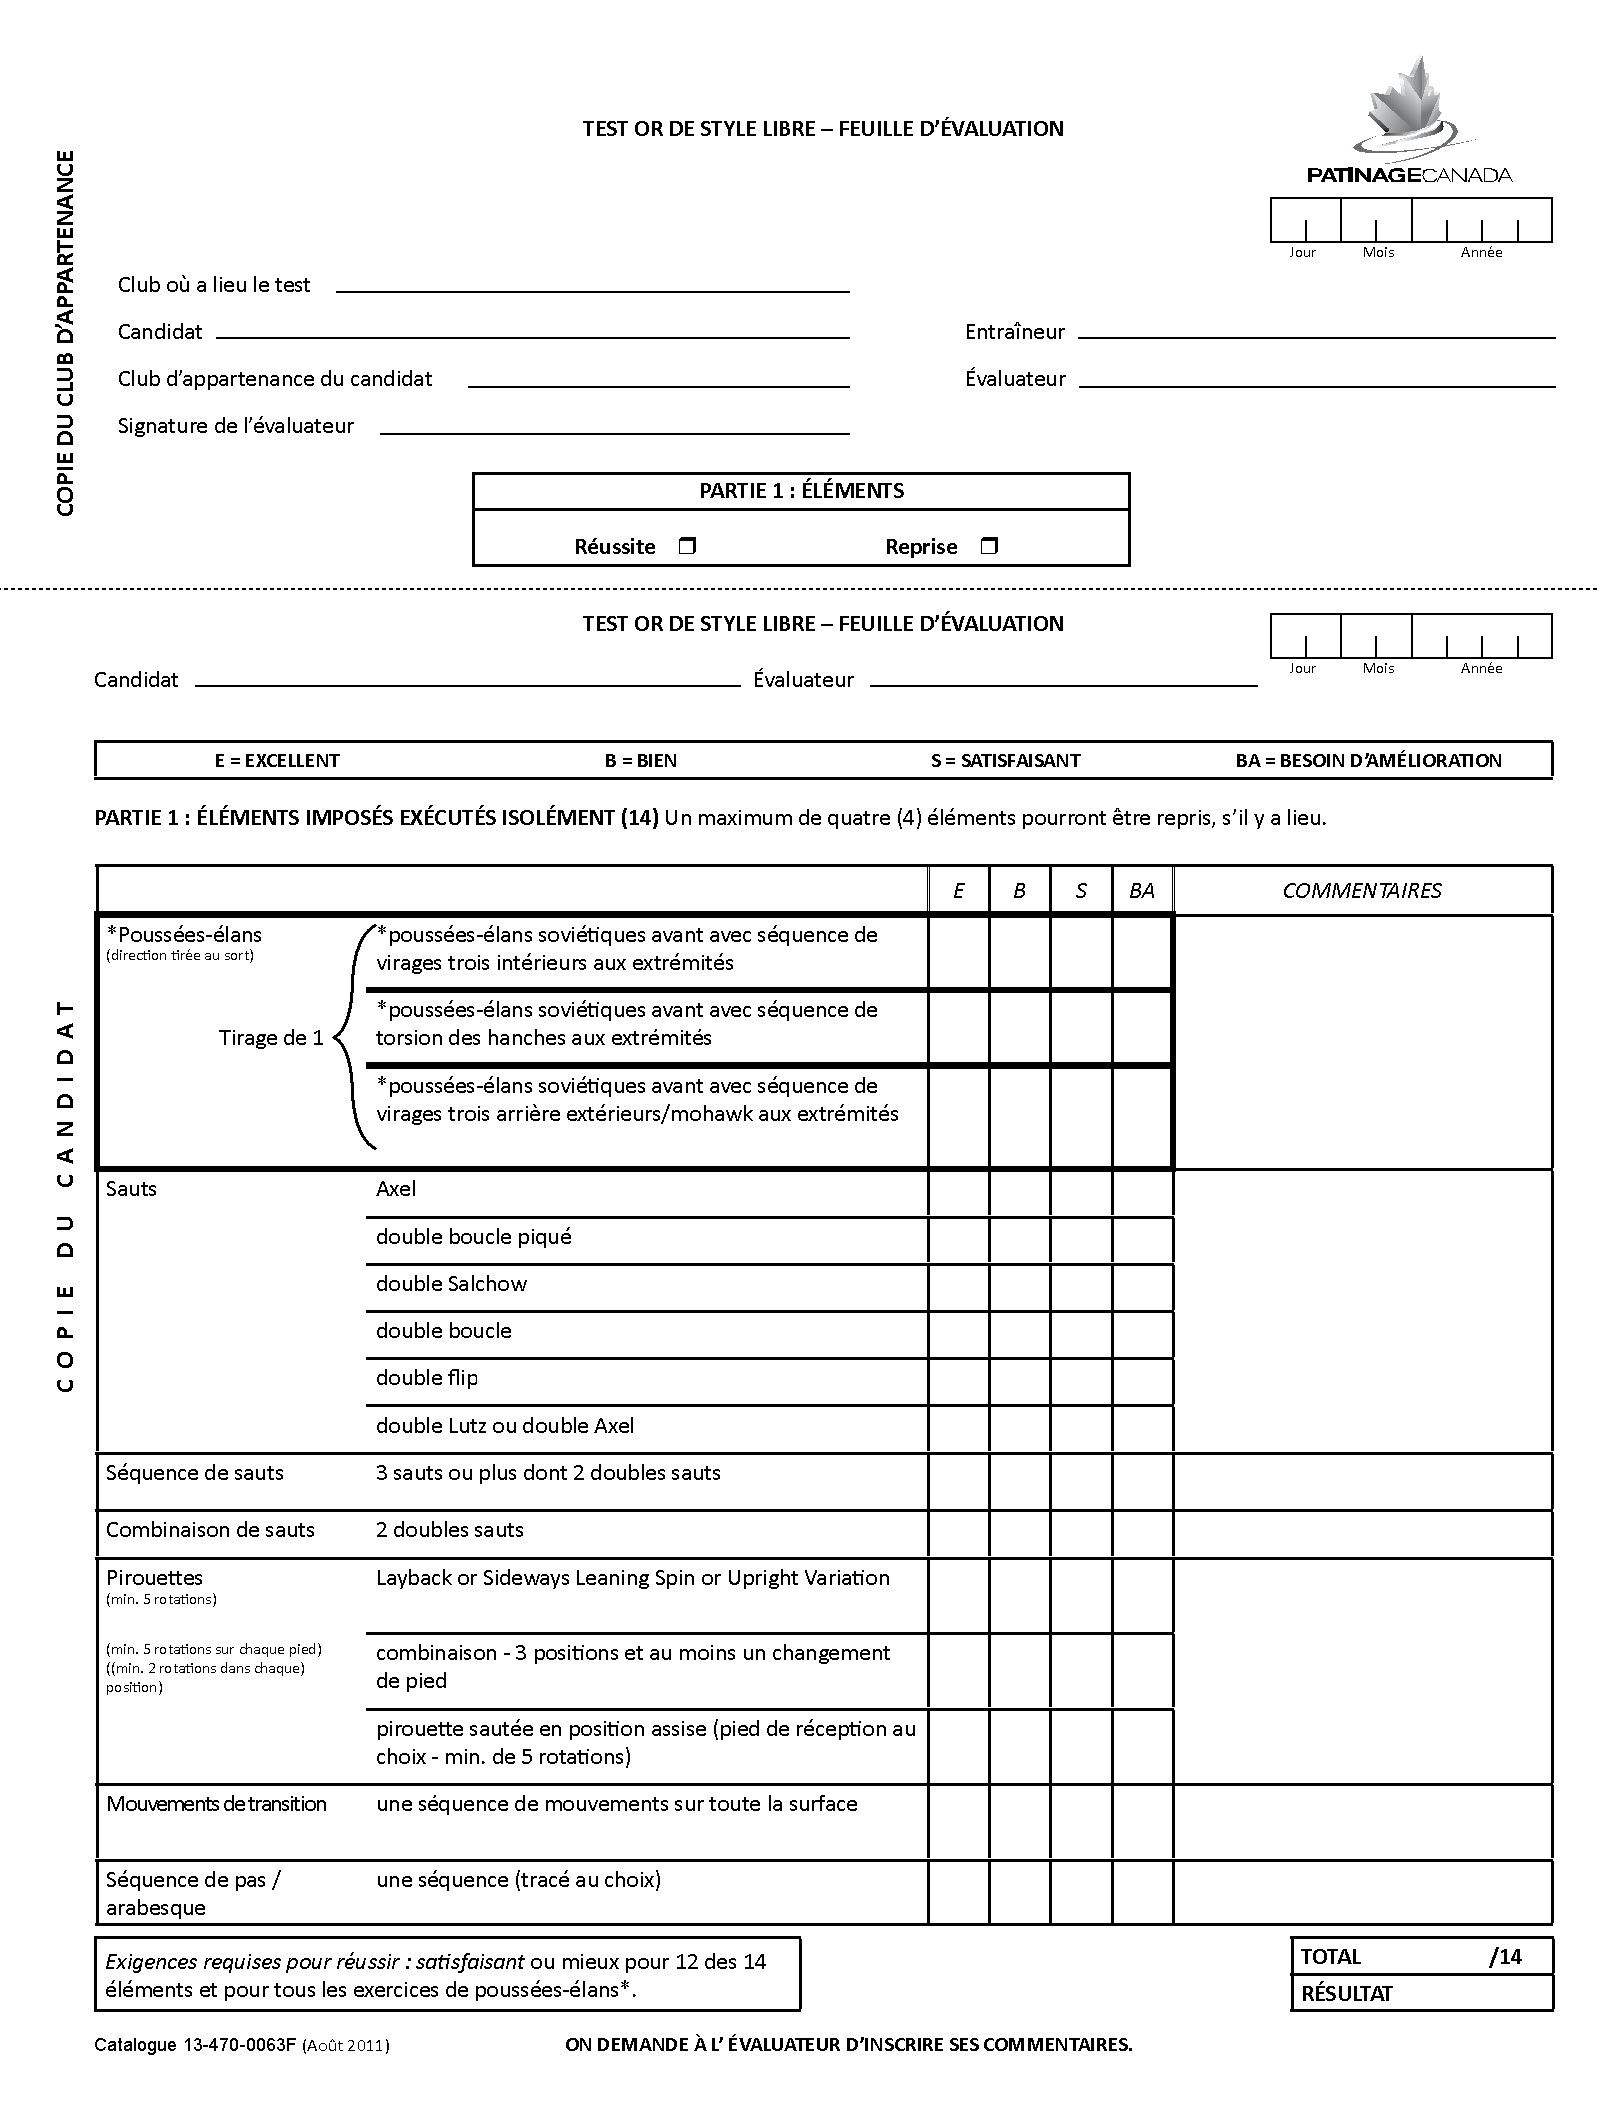 COPIE DU CLUB D’APPARTENANCE
TEST OR DE STYLE LIBRE – FEUILLE D’ÉVALUATION
PATINAGE CANADA
Jour Mois Année
Club où a lieu le test
Candidat Entraîneur
Club d’appartenance du candidat Évaluateur
Signature de l’évaluateur
PARTIE 1 : ÉLÉMENTS
Réussite ❒ Reprise ❒
COPIE DU CANDIDAT
TEST OR DE STYLE LIBRE – FEUILLE D’ÉVALUATION
Jour Mois Année
Candidat Évaluateur
E = EXCELLENT B = BIEN S = SATISFAISANT BA = BESOIN D’AMÉLIORATION
PARTIE 1 : ÉLÉMENTS IMPOSÉS EXÉCUTÉS ISOLÉMENT (14) Un maximum de quatre (4) éléments pourront être repris, s’il y a lieu.
E B S BA COMMENTAIRES
*Poussées-élans
(direction tirée au sort)
Tirage de 1
*poussées-élans soviétiques avant avec séquence de
virages trois intérieurs aux extrémités
*poussées-élans soviétiques avant avec séquence de
torsion des hanches aux extrémités
*poussées-élans soviétiques avant avec séquence de
virages trois arrière extérieurs/mohawk aux extrémités
Sauts Axel
double boucle piqué
double Salchow
double boucle
double flip
double Lutz ou double Axel
Séquence de sauts 3 sauts ou plus dont 2 doubles sauts
Combinaison de sauts 2 doubles sauts
Pirouettes Layback or Sideways Leaning Spin or Upright Variation
(min. 5 rotations)
(min. 5 rotations sur chaque pied)
((min. 2 rotations dans chaque)
position)
combinaison - 3 positions et au moins un changement
de pied
pirouette sautée en position assise (pied de réception au
choix - min. de 5 rotations)
Mouvements de transition une séquence de mouvements sur toute la surface
Séquence de pas / une séquence (tracé au choix)
arabesque
Exigences requises pour réussir : satisfaisant ou mieux pour 12 des 14
éléments et pour tous les exercices de poussées-élans*.
TOTAL /14
RÉSULTAT
Catalogue 13-470-0063F (Août 2011) ON DEMANDE À L’ ÉVALUATEUR D’INSCRIRE SES COMMENTAIRES.